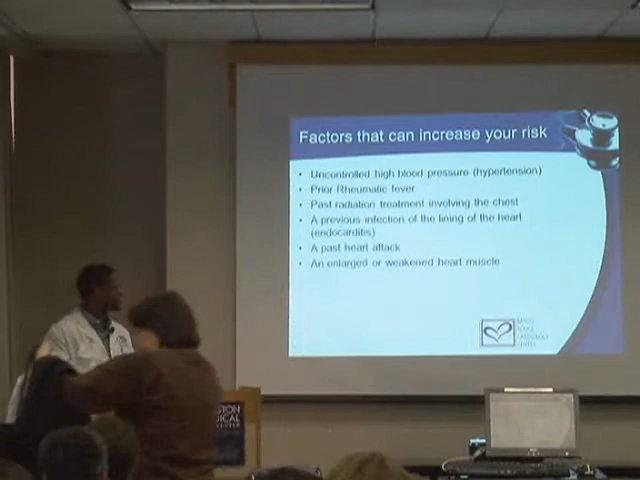 Factors that can increase your risk
• Uncontrolled high blood pressure (hypertension)
• Prior Rheumatic fever
• Past radiation treatment involving the chest
• A previous infection of the lining of the heart
(endocarditis)
• A past heart attack
• An enlarged or weakened heart muscle